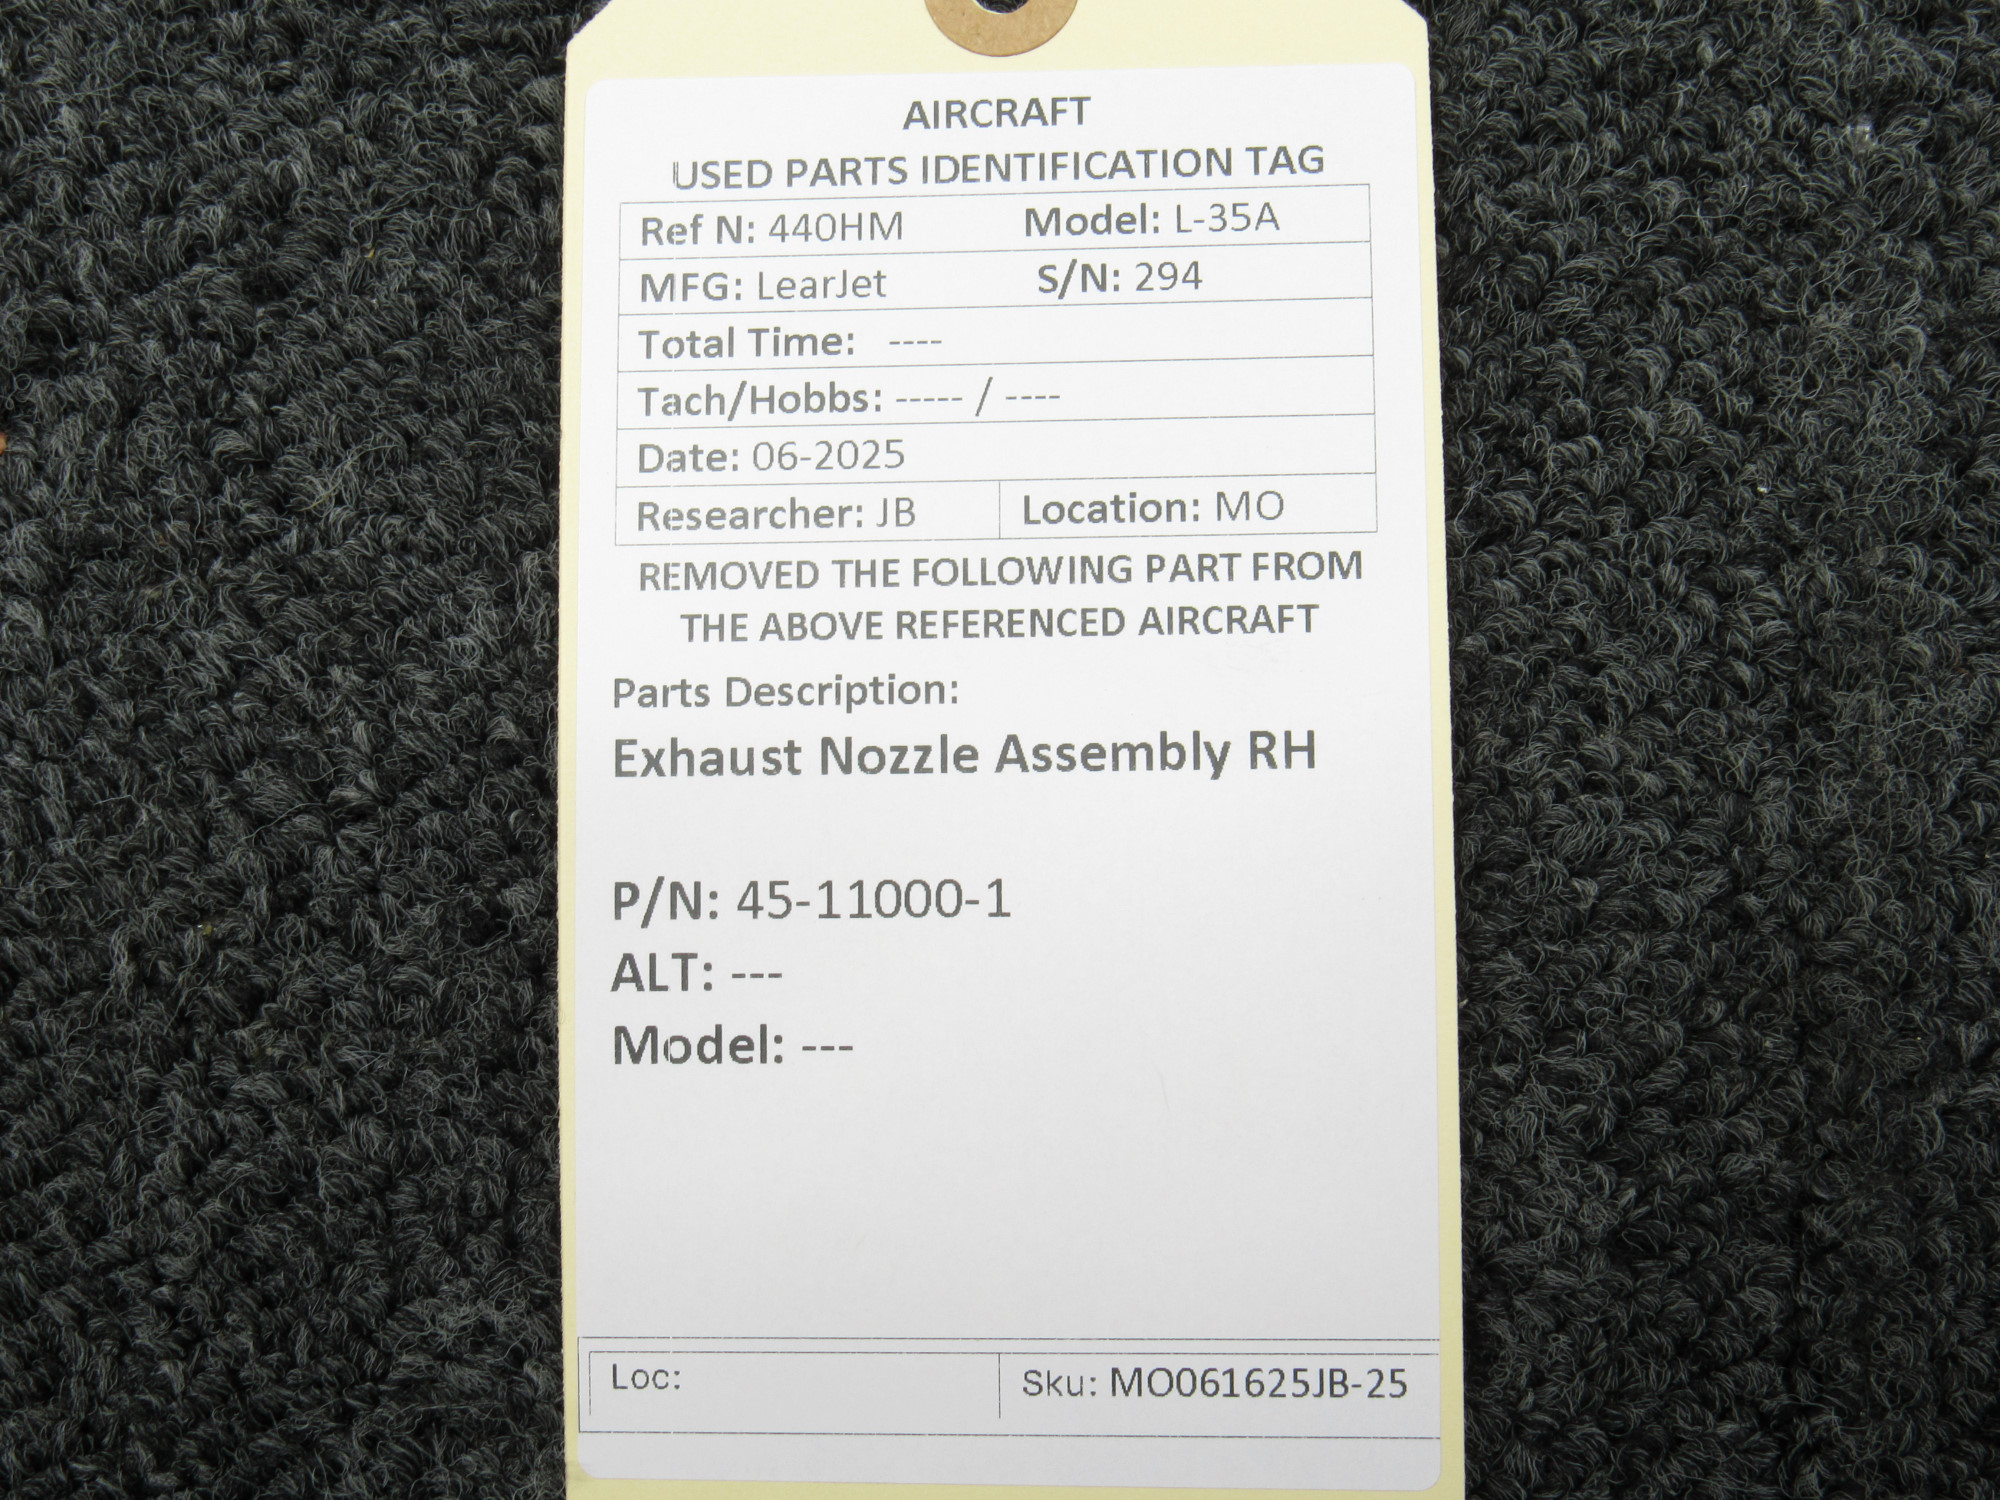 AIRCRAFT
USED PARTS IDENTIFICATION TAG
Ref N: 440HM Model: L-35A
MFG: LearJet S/N: 294
Total Time: ----
Tach/Hobbs: ----- / ----
Date: 06-2025
Researcher: JB Location: MO
REMOVED THE FOLLOWING PART FROM
THE ABOVE REFERENCED AIRCRAFT
Parts Description:
Exhaust Nozzle Assembly RH
P/N: 45-11000-1
ALT: ---
Model: ---
Loc: Sku: MO061625JB-25